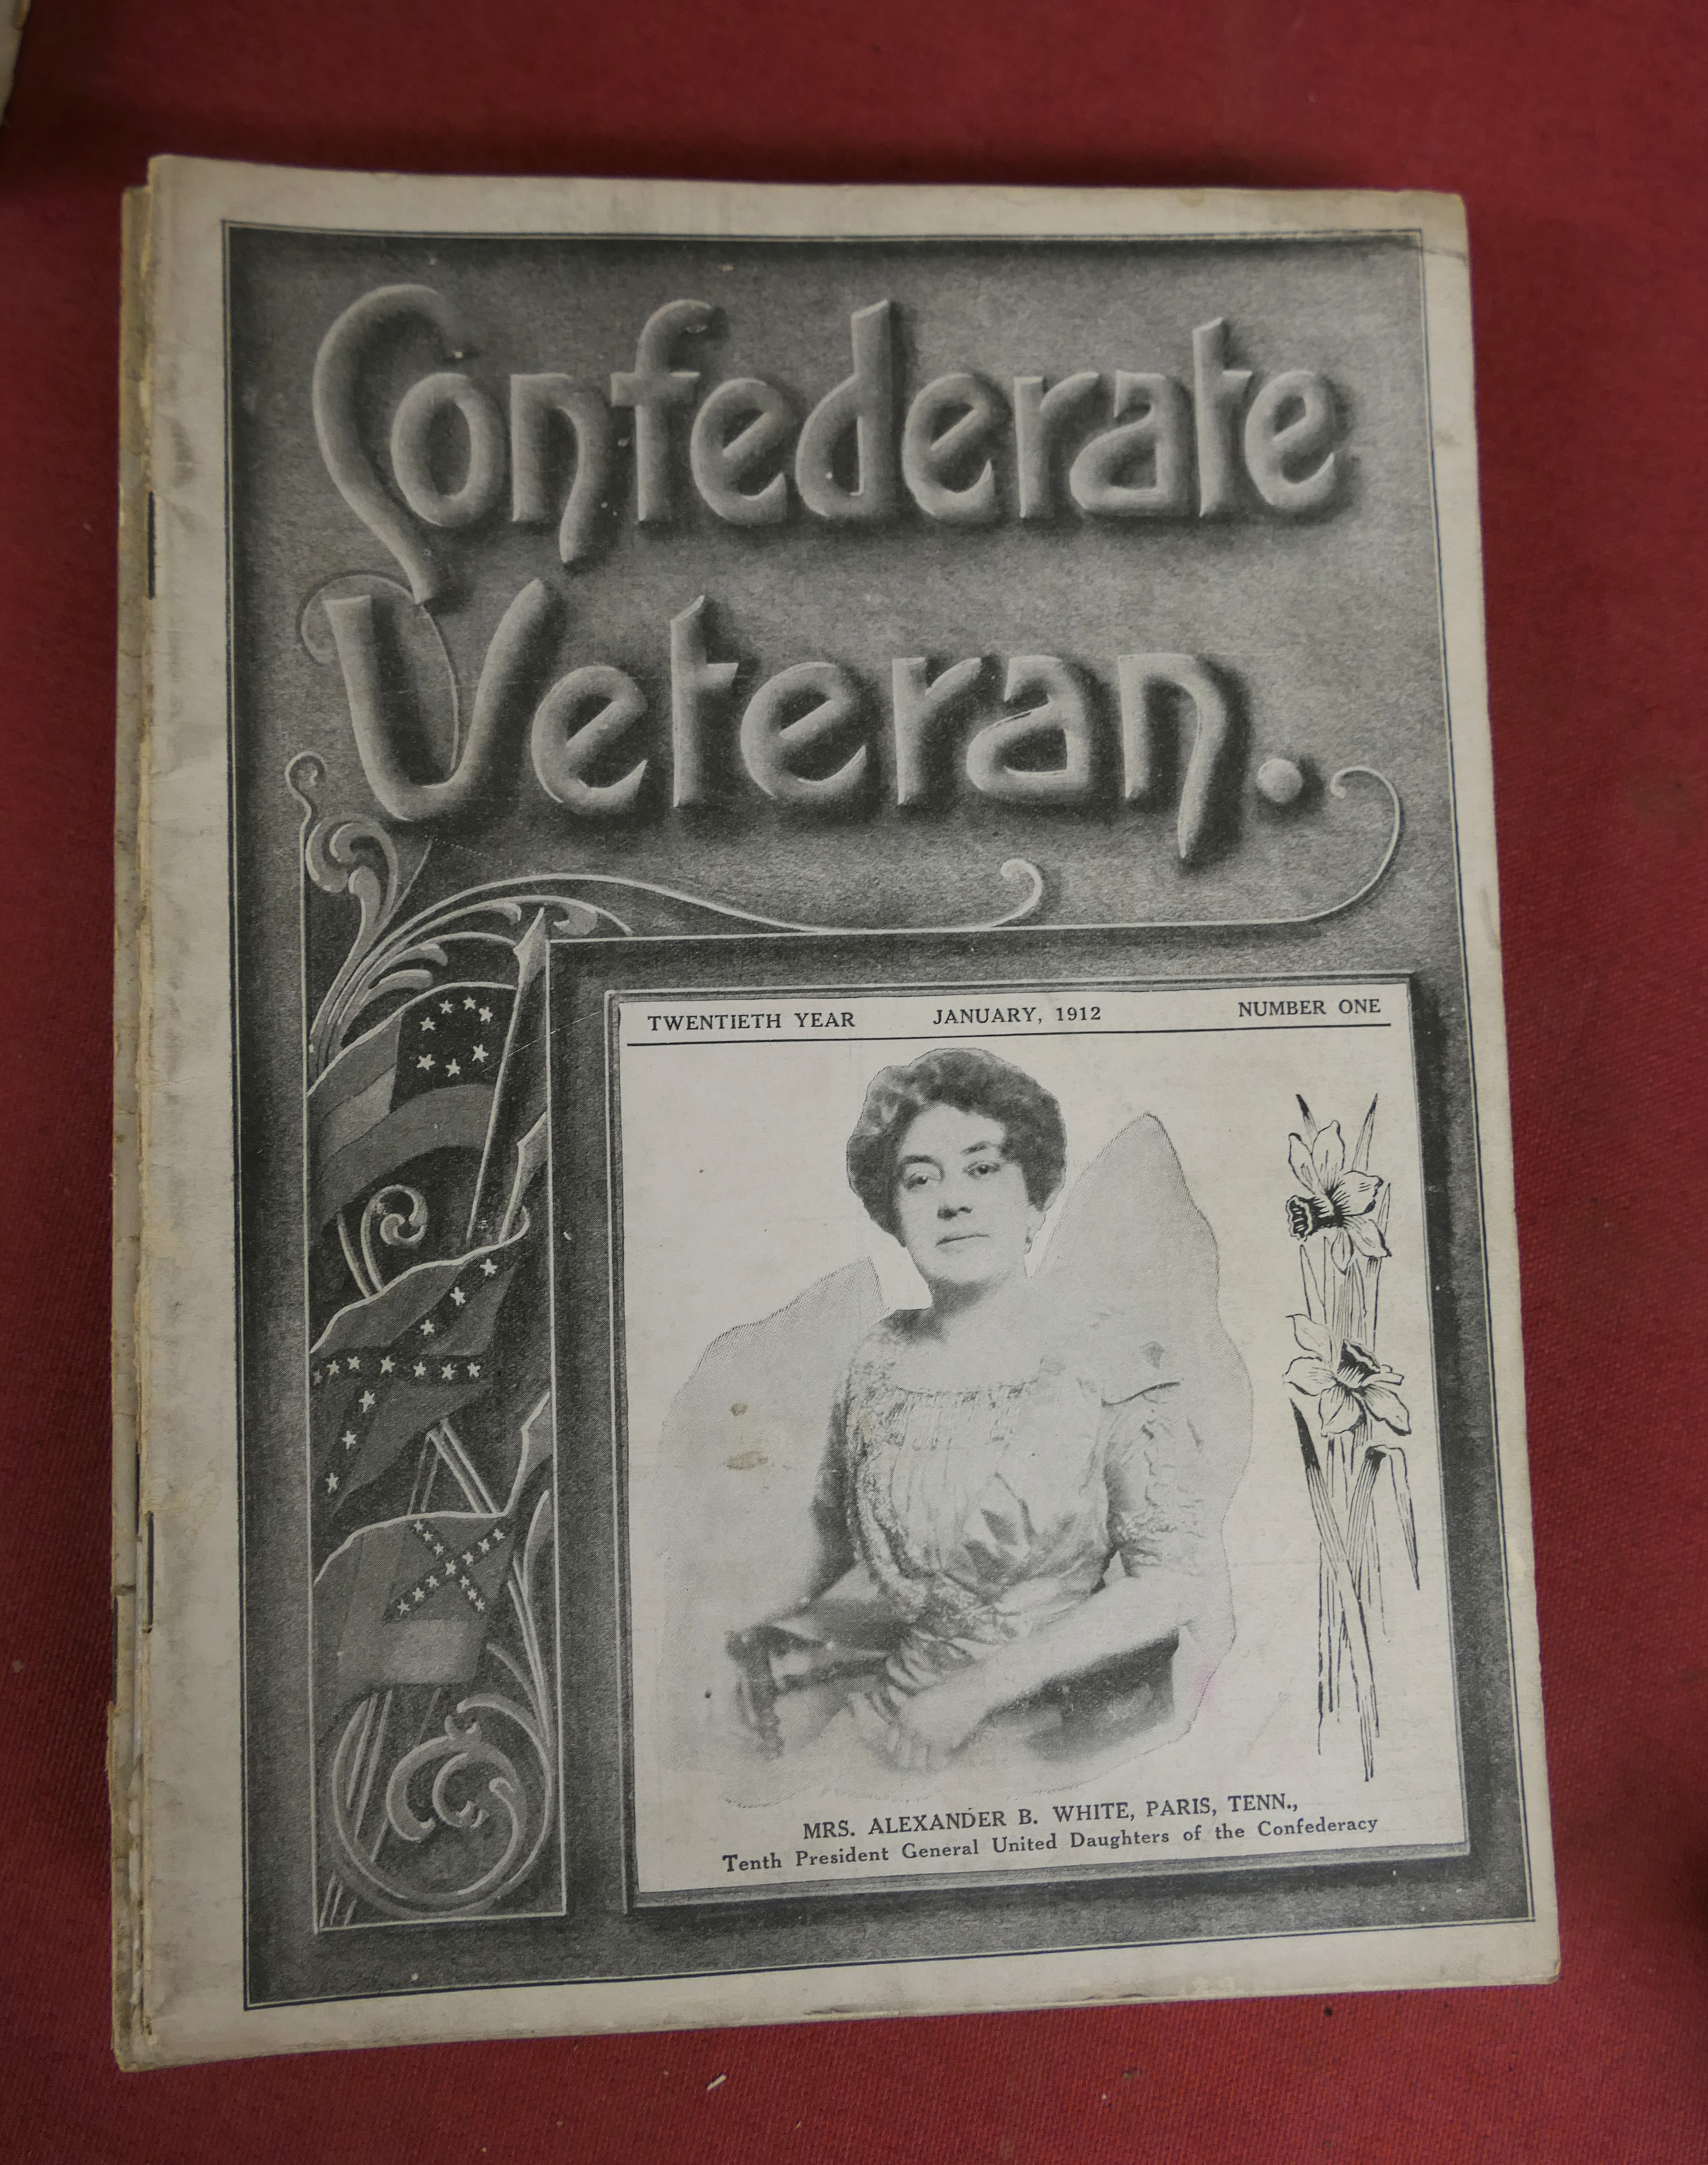 Confederate
Veteran.
TWENTIETH YEAR JANUARY, 1912 NUMBER ONE
MRS. ALEXANDER B. WHITE, PARIS, TENN.,
Tenth President General United Daughters of the Confederacy